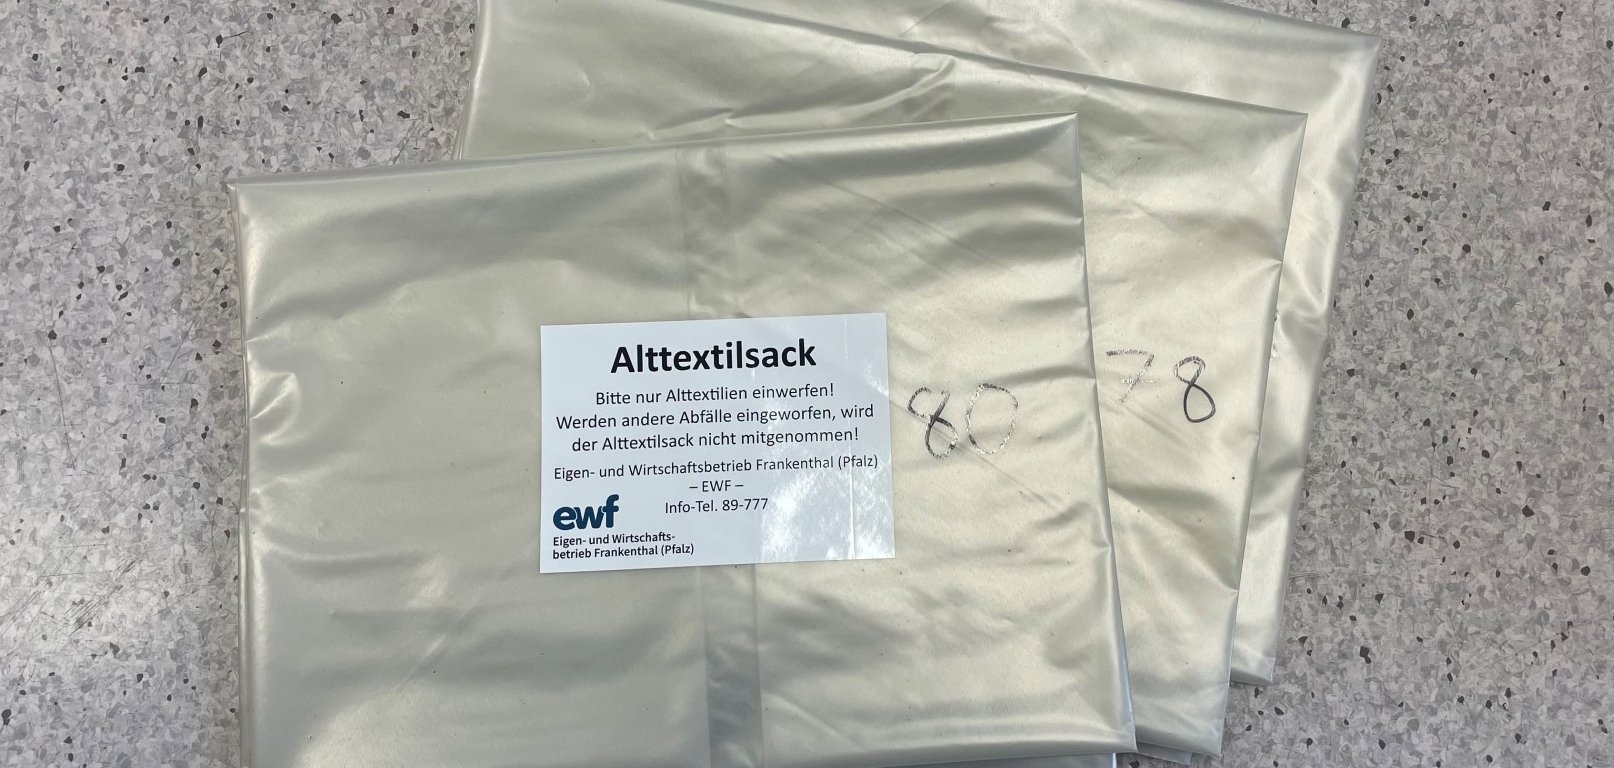 Alttextilsack
Bitte nur Alttextilien einwerfen!
Werden andere Abfälle eingeworfen, wird
der Alttextilsack nicht mitgenommen!
Eigen- und Wirtschaftsbetrieb Frankenthal (Pfalz)
– EWF –
Info-Tel. 89-777
ewf
Eigen- und Wirtschafts-
betrieb Frankenthal (Pfalz)
80
78